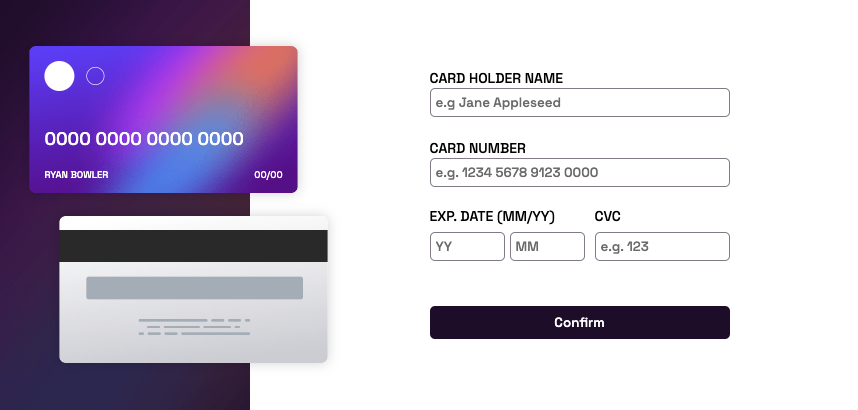 0000 0000 0000 0000
RYAN BOWLER 00/00
CARD HOLDER NAME
e.g Jane Appleseed
CARD NUMBER
e.g. 1234 5678 9123 0000
EXP. DATE (MM/YY) CVC
YY MM e.g. 123
Confirm